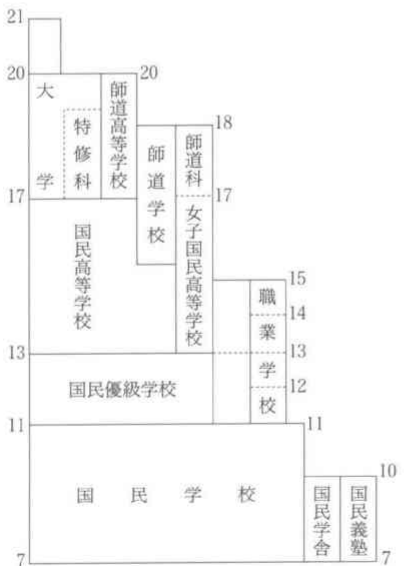 21
20
20
大学
特修科
師道高等学校
師道学校
18
師道科
17
17
女子国民高等学校
国民高等学校
15
14
13
12
職業学校
13
国民優級学校
11
11
国民学校
10
国民学舎
国民義塾
7
7